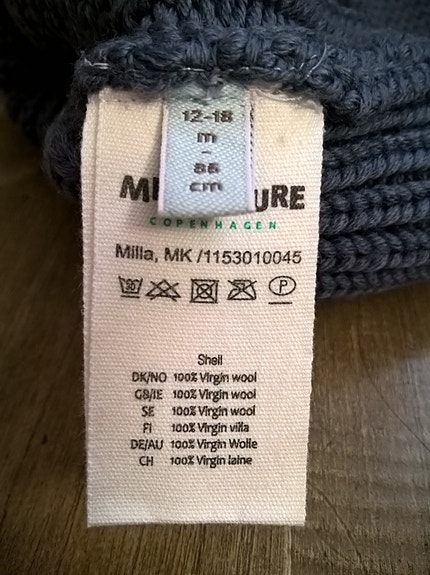 12-18
m
-
86
cm
URE
COPENHAGEN
Milla, MK /1153010045
P
Shell
DK/NO 100% Virgin wool
GB/IE 100% Virgin wool
SE 100% Virgin wool
FI 100% Virgin villa
DE/AU 100% Virgin Wolle
CH 100% Virgin laine